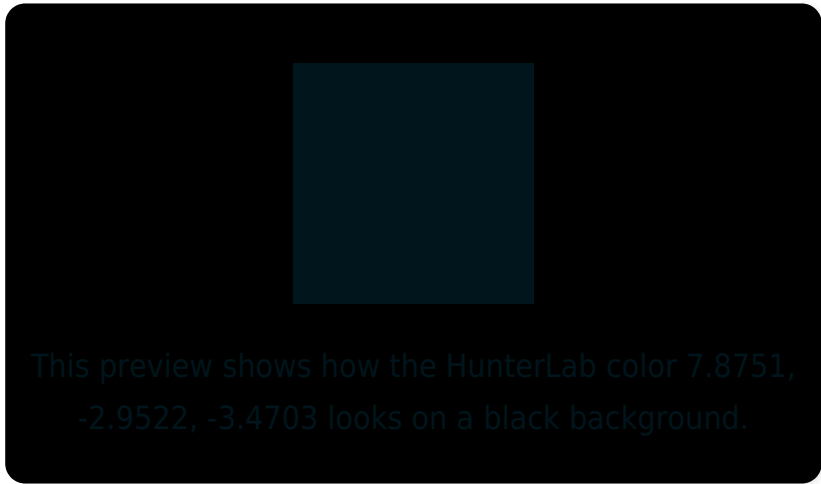 This preview shows how the HunterLab color 7.8751,
-2.9522, -3.4703 looks on a black background.